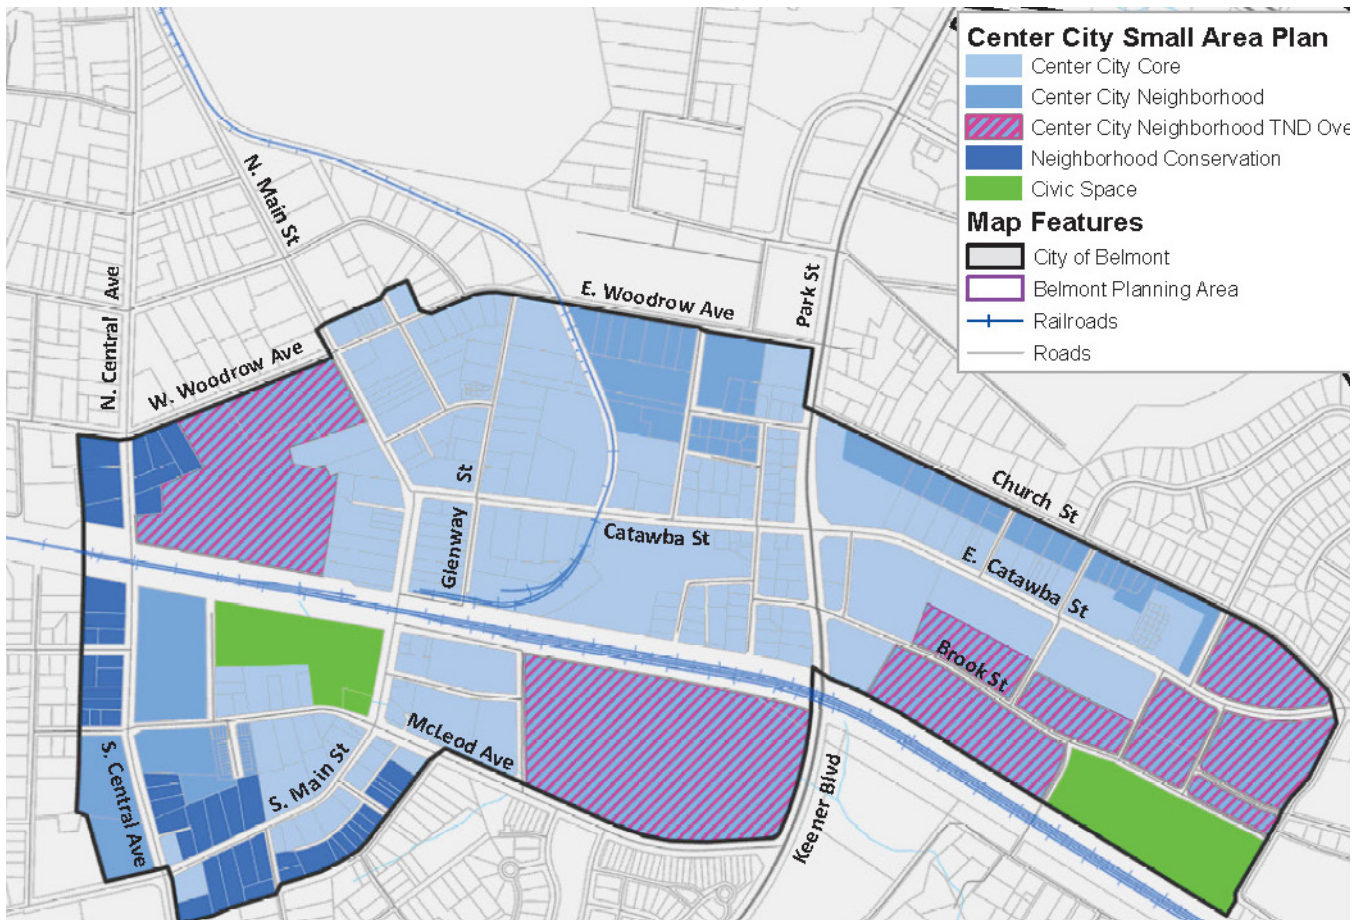 Center City Small Area Plan
Center City Core
Center City Neighborhood
Center City Neighborhood TND Ove
Neighborhood Conservation
Civic Space
Map Features
City of Belmont
Belmont Planning Area
Railroads
Roads
N. Main St
N. Central Ave
W. Woodrow Ave
E. Woodrow Ave
Park St
Glenway St
Catawba St
Church St
E. Catawba St
Brook St
McLeod Ave
S. Main St
S. Central Ave
Keener Blvd